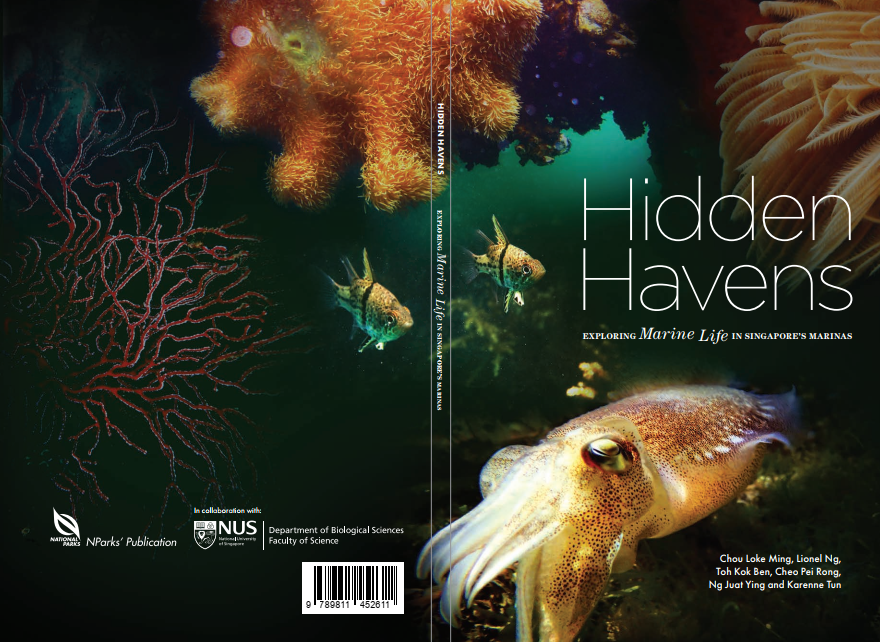 HIDDEN HAVENS EXPLORING Marine Life IN SINGAPORE'S MARINAS
Hidden
Havens
EXPLORING Marine Life IN SINGAPORE'S MARINAS
Chou Loke Ming, Lionel Ng,
Toh Kok Ben, Cheo Pei Rong,
Ng Juat Ying and Karenne Tun
NATIONAL
PARKS
NParks' Publication
In collaboration with:
NUS
National University
of Singapore
Department of Biological Sciences
Faculty of Science
9 789811 452611